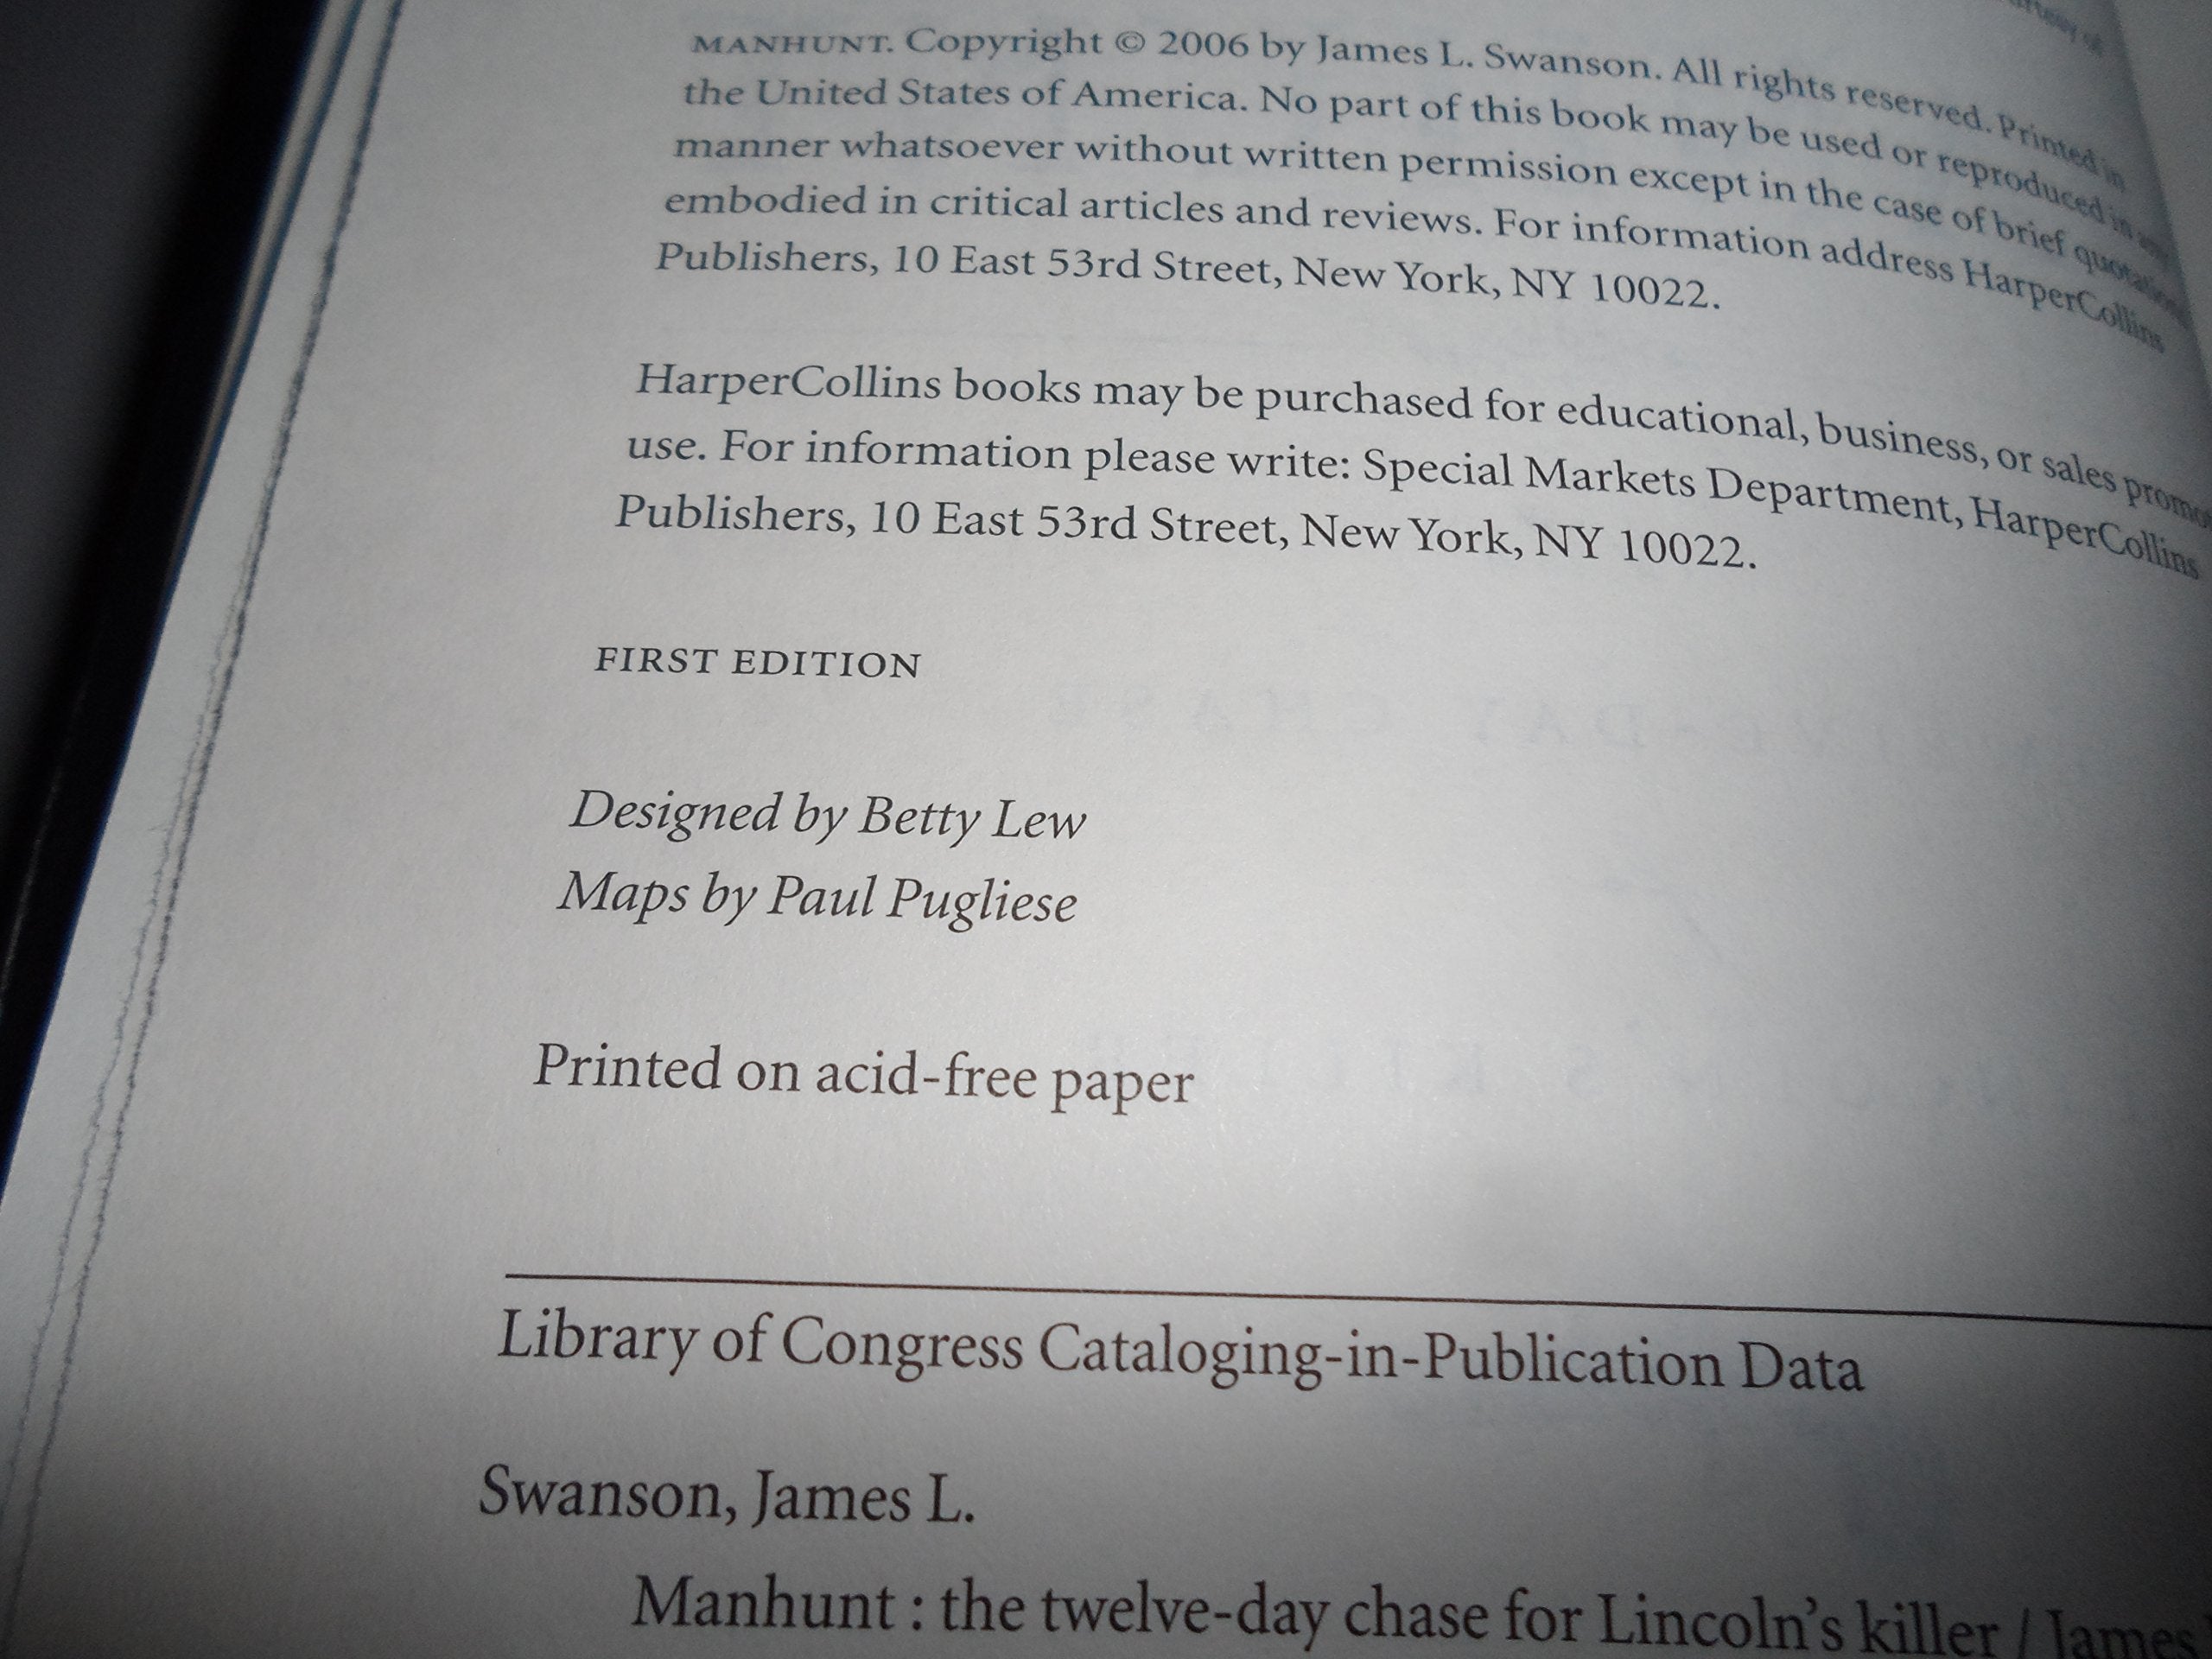 MANHUNT. Copyright © 2006 by James L. Swanson. All rights reserved. Printed in
the United States of America. No part of this book may be used or reproduced in any
manner whatsoever without written permission except in the case of brief quotations
embodied in critical articles and reviews. For information address HarperCollins
Publishers, 10 East 53rd Street, New York, NY 10022.
HarperCollins books may be purchased for educational, business, or sales
use. For information please write: Special Markets Department, HarperCollins
Publishers, 10 East 53rd Street, New York, NY 10022.
FIRST EDITION
Designed by Betty Lew
Maps by Paul Pugliese
Printed on acid-free paper
Library of Congress Cataloging-in-Publication Data
Swanson, James L.
Manhunt : the twelve-day chase for Lincoln's killer / James